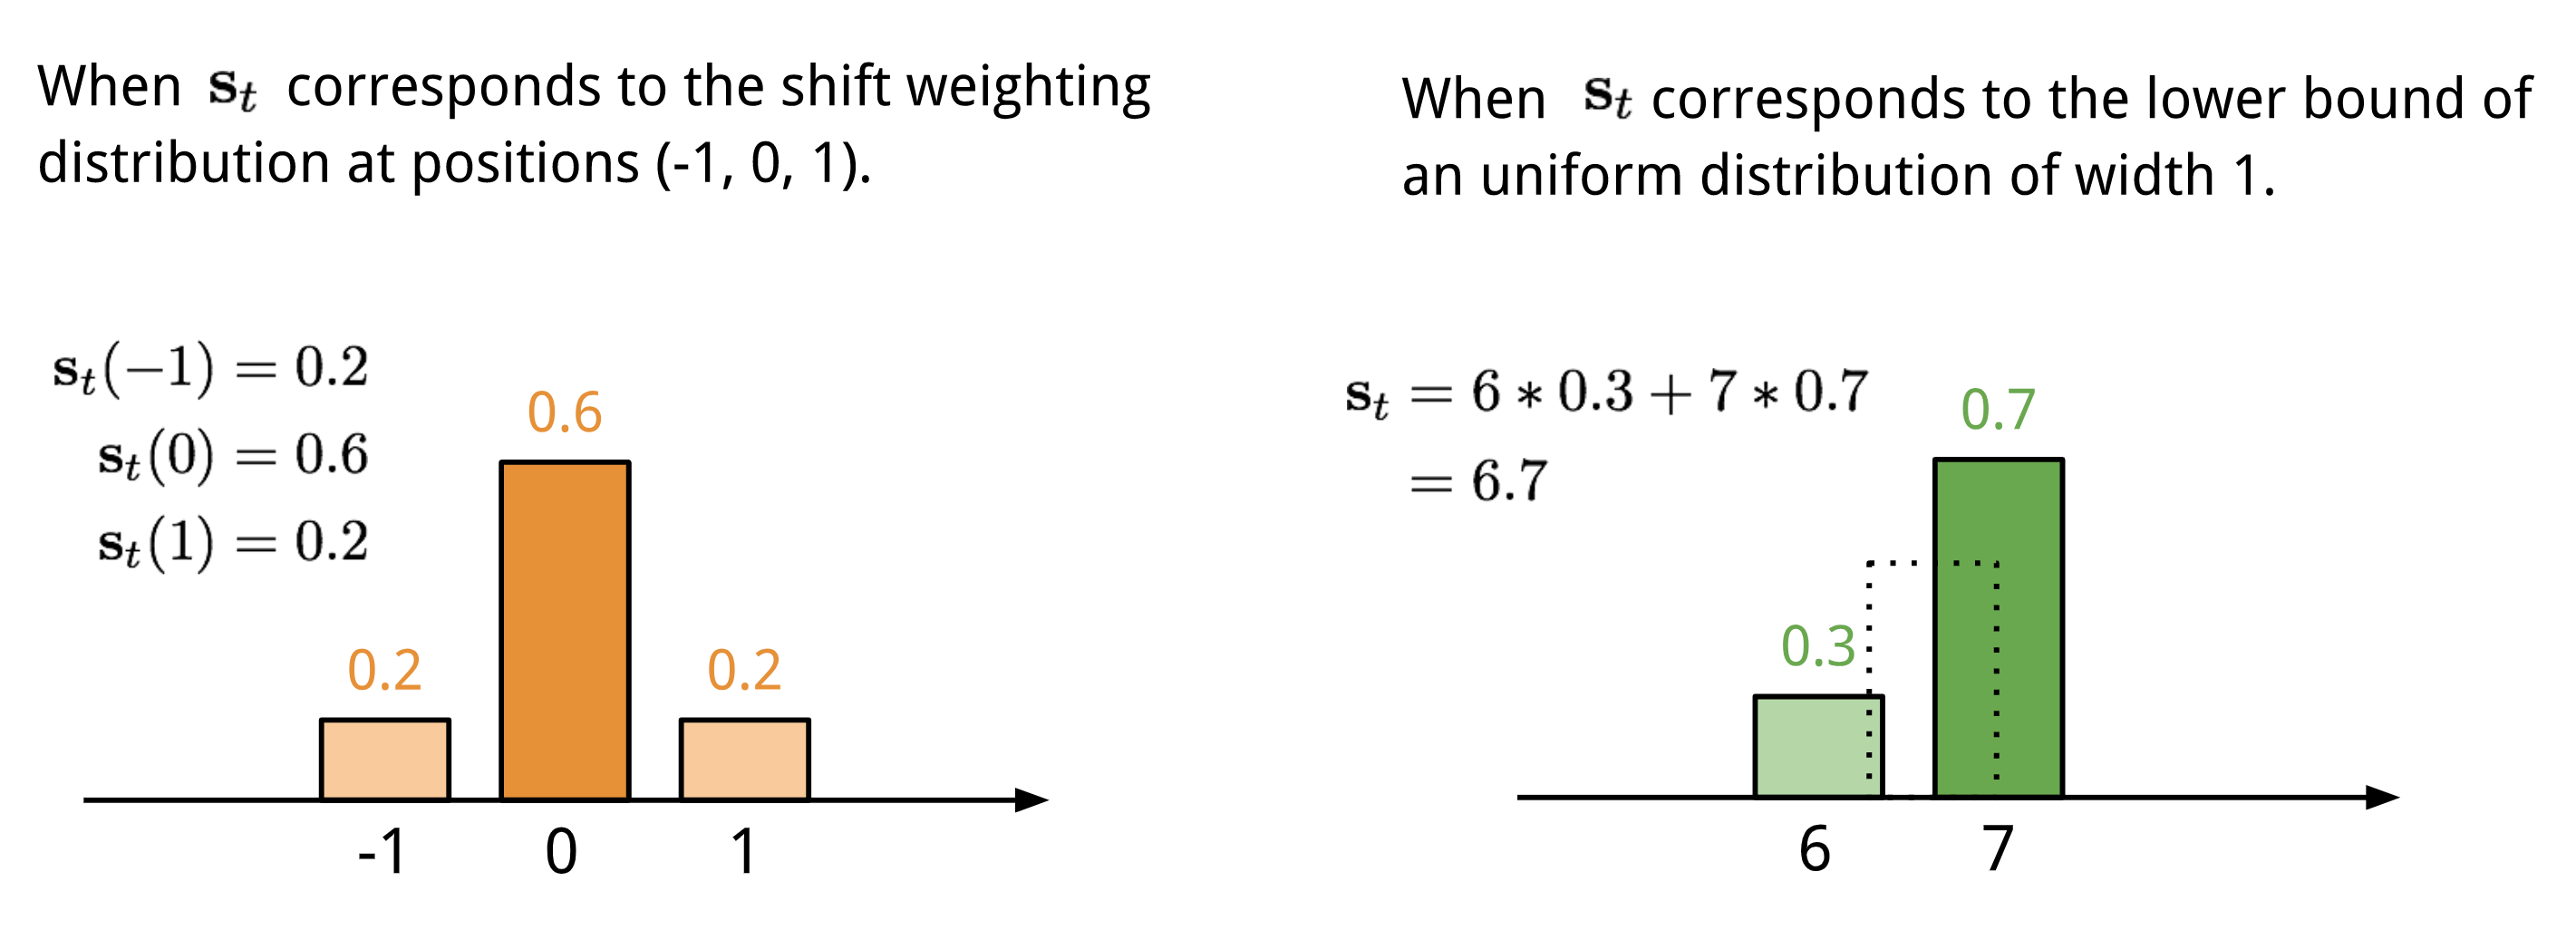 When s_t corresponds to the shift weighting
distribution at positions (-1, 0, 1).
s_t(−1) = 0.2
s_t(0) = 0.6
s_t(1) = 0.2
0.6
0.2
0.2
-1 0 1
When s_t corresponds to the lower bound of
an uniform distribution of width 1.
s_t = 6 ∗ 0.3 + 7 ∗ 0.7
= 6.7
0.7
0.3
6 7